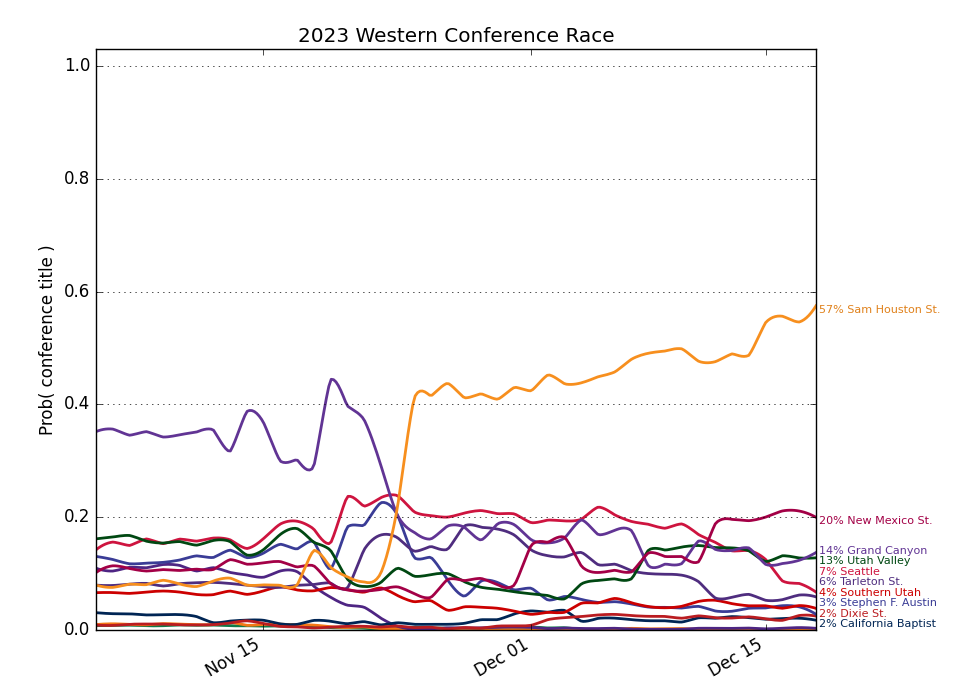 2023 Western Conference Race
Prob( conference title )
1.0
0.8
0.6
0.4
0.2
0.0
Nov 15
Dec 01
Dec 15
57% Sam Houston St.
20% New Mexico St.
14% Grand Canyon
13% Utah Valley
7% Seattle
6% Tarleton St.
4% Southern Utah
3% Stephen F. Austin
2% Dixie St.
2% California Baptist